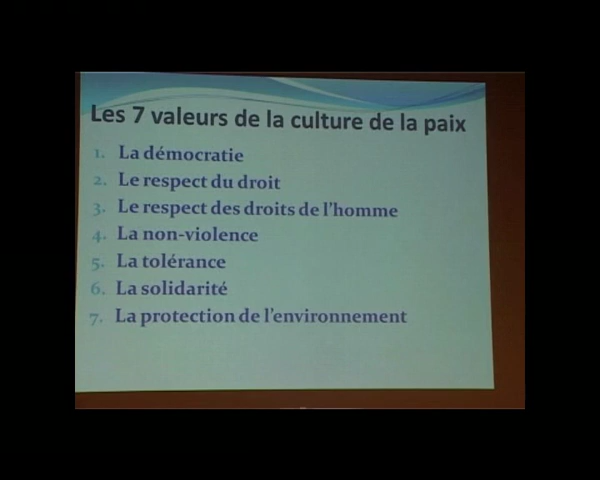 Les 7 valeurs de la culture de la paix
1. La démocratie
2. Le respect du droit
3. Le respect des droits de l'homme
4. La non-violence
5. La tolérance
6. La solidarité
7. La protection de l'environnement